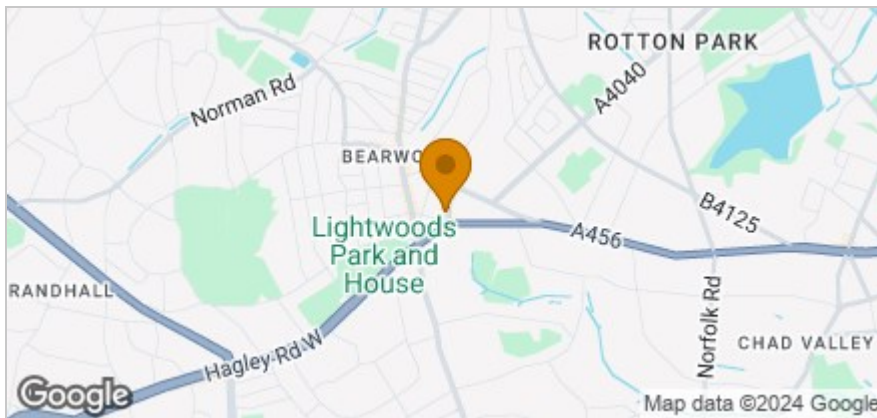 ROTTON PARK
A4040
Norman Rd
BEARWO
B4125
Lightwoods
Park and
House
A456
RANDHALL
Norfolk Rd
Hagley Rd W
CHAD VALLEY
Google
Map data ©2024 Google